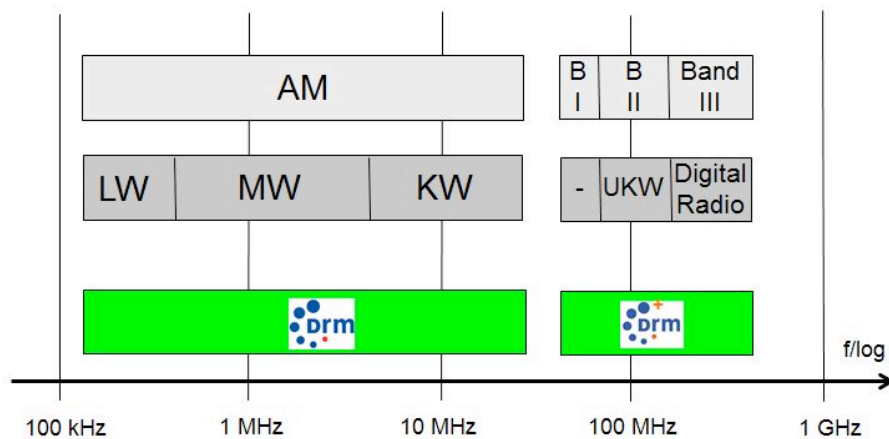 AM
B
I
B
II
Band
III
LW
MW
KW
-
UKW
Digital
Radio
Drm
Drm
+
f/log
100 kHz
1 MHz
10 MHz
100 MHz
1 GHz